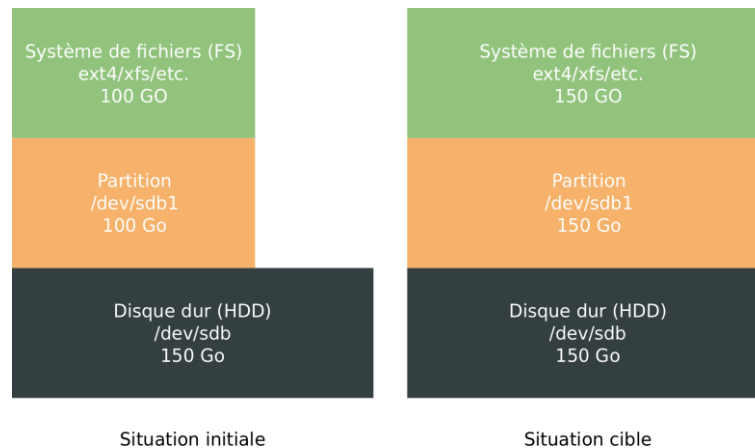 Système de fichiers (FS)
ext4/xfs/etc.
100 GO
Partition
/dev/sdb1
100 Go
Disque dur (HDD)
/dev/sdb
150 Go
Situation initiale
Système de fichiers (FS)
ext4/xfs/etc.
150 GO
Partition
/dev/sdb1
150 Go
Disque dur (HDD)
/dev/sdb
150 Go
Situation cible